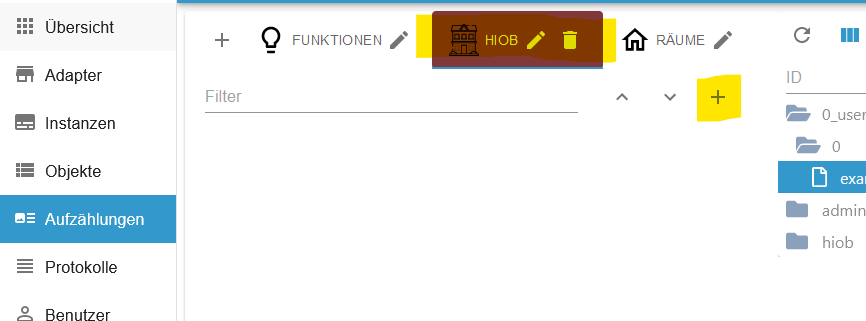 Übersicht
Adapter
Instanzen
Objekte
Aufzählungen
Protokolle
Benutzer
FUNKTIONEN
HIOB
RÄUME
Filter
ID
0_user
0
exa
admin
hiob